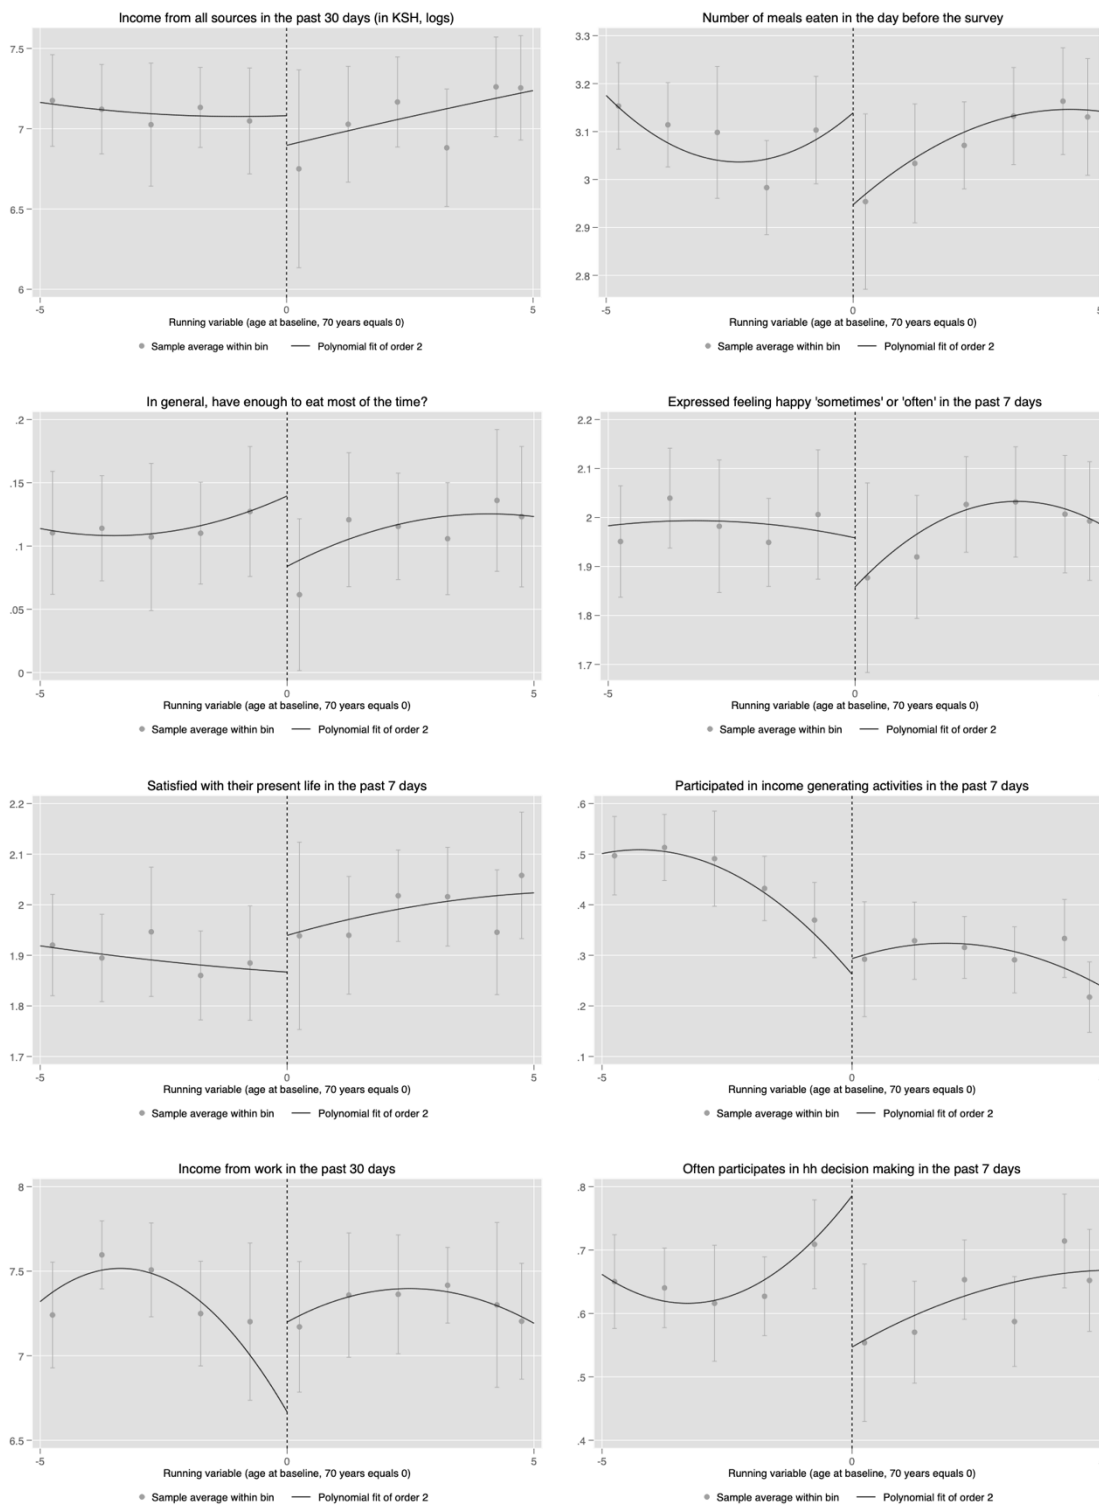 Income from all sources in the past 30 days (in KSH, logs)
7.5
7
6.5
6
-5 0 5
Running variable (age at baseline, 70 years equals 0)
Sample average within bin Polynomial fit of order 2
Number of meals eaten in the day before the survey
3.3
3.2
3.1
3
2.9
2.8
-5 0
Running variable (age at baseline, 70 years equals 0)
Sample average within bin Polynomial fit of order 2
In general, have enough to eat most of the time?
.2
.15
.1
.05
0
-5 0 5
Running variable (age at baseline, 70 years equals 0)
Sample average within bin Polynomial fit of order 2
Expressed feeling happy 'sometimes' or 'often' in the past 7 days
2.2
2.1
2
1.9
1.8
1.7
-5 0
Running variable (age at baseline, 70 years equals 0)
Sample average within bin Polynomial fit of order 2
Satisfied with their present life in the past 7 days
2.2
2.1
2
1.9
1.8
1.7
-5 0 5
Running variable (age at baseline, 70 years equals 0)
Sample average within bin Polynomial fit of order 2
Participated in income generating activities in the past 7 days
.6
.5
.4
.3
.2
.1
-5 0
Running variable (age at baseline, 70 years equals 0)
Sample average within bin Polynomial fit of order 2
Income from work in the past 30 days
8
7.5
7
6.5
-5 0 5
Running variable (age at baseline, 70 years equals 0)
Sample average within bin Polynomial fit of order 2
Often participates in hh decision making in the past 7 days
.8
.7
.6
.5
.4
-5 0
Running variable (age at baseline, 70 years equals 0)
Sample average within bin Polynomial fit of order 2